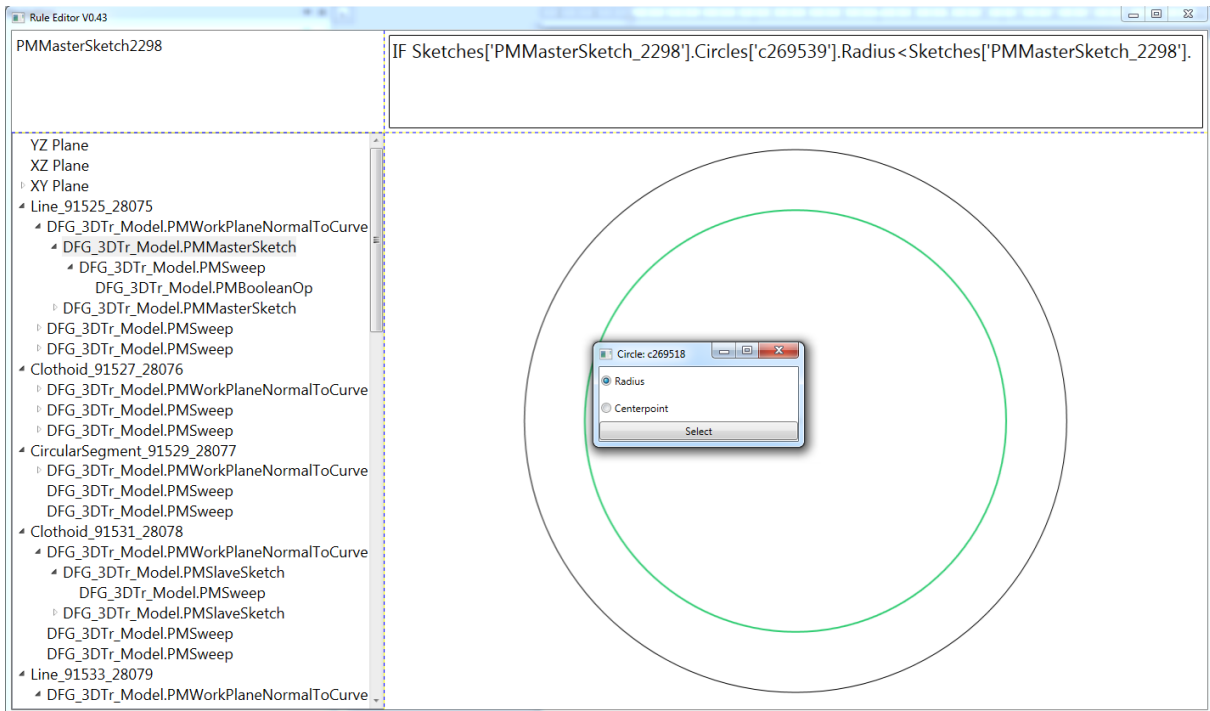 Rule Editor V0.43
PMMasterSketch2298
IF Sketches['PMMasterSketch_2298'].Circles['c269539'].Radius<Sketches['PMMasterSketch_2298'].
YZ Plane
XZ Plane
XY Plane
Line_91525_28075
DFG_3DTr_Model.PMWorkPlaneNormalToCurve
DFG_3DTr_Model.PMMasterSketch
DFG_3DTr_Model.PMSweep
DFG_3DTr_Model.PMBooleanOp
DFG_3DTr_Model.PMMasterSketch
DFG_3DTr_Model.PMSweep
DFG_3DTr_Model.PMSweep
Clothoid_91527_28076
DFG_3DTr_Model.PMWorkPlaneNormalToCurve
DFG_3DTr_Model.PMSweep
DFG_3DTr_Model.PMSweep
CircularSegment_91529_28077
DFG_3DTr_Model.PMWorkPlaneNormalToCurve
DFG_3DTr_Model.PMSweep
DFG_3DTr_Model.PMSweep
Clothoid_91531_28078
DFG_3DTr_Model.PMWorkPlaneNormalToCurve
DFG_3DTr_Model.PMSlaveSketch
DFG_3DTr_Model.PMSweep
DFG_3DTr_Model.PMSlaveSketch
DFG_3DTr_Model.PMSweep
DFG_3DTr_Model.PMSweep
Line_91533_28079
DFG_3DTr_Model.PMWorkPlaneNormalToCurve
Circle: c269518
Radius
Centerpoint
Select